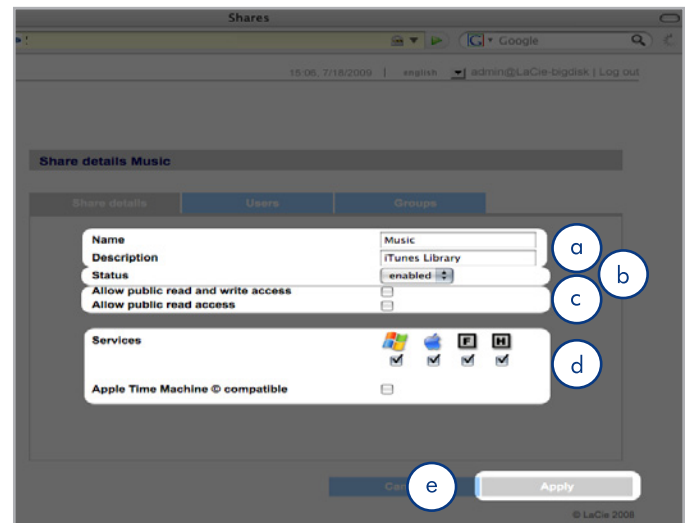 Shares
Google
15:06, 7/18/2009 | english admin@LaCie-bigdisk | Log out
Share details Music
Share details Users Groups
Name Music
a
Description iTunes Library
Status enabled
b
Allow public read and write access
c
Allow public read access
Services F H
d
Apple Time Machine © compatible
e Apply
© LaCie 2008